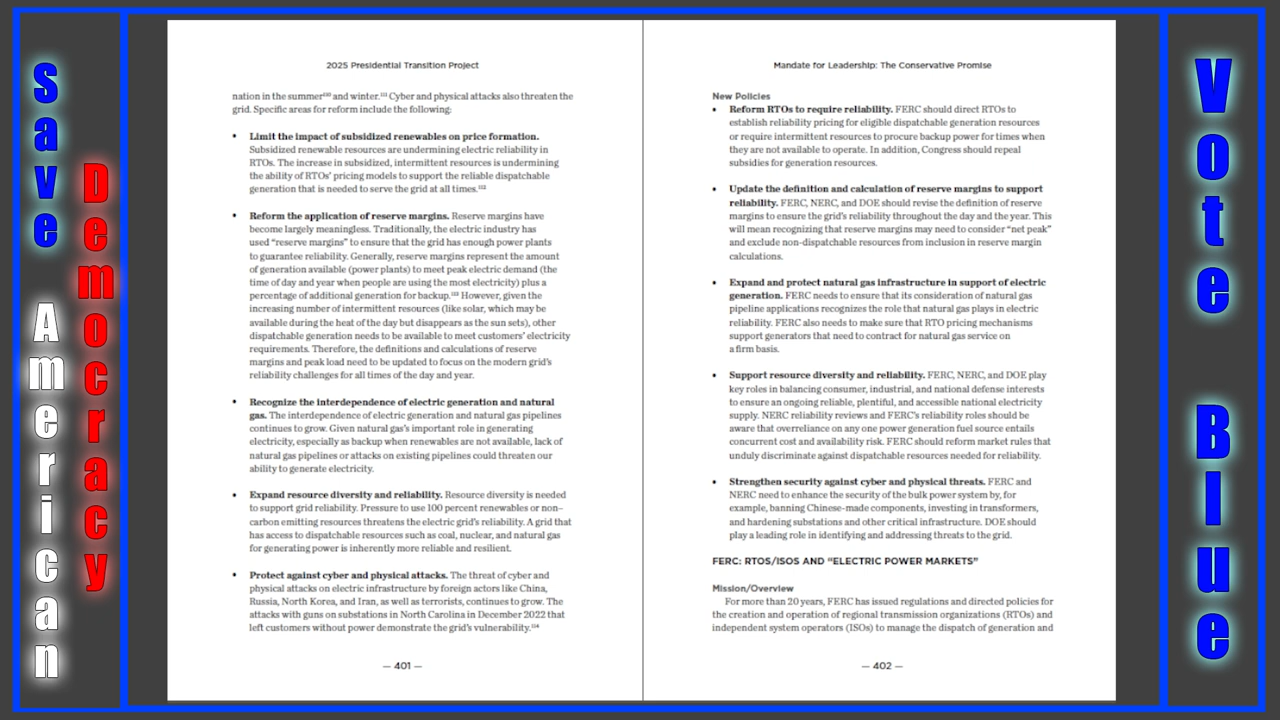 Save American
Democracy
2025 Presidential Transition Project
nation in the summer¹¹⁰ and winter.¹¹¹ Cyber and physical attacks also threaten the
grid. Specific areas for reform include the following:
• Limit the impact of subsidized renewables on price formation.
Subsidized renewable resources are undermining electric reliability in
RTOs. The increase in subsidized, intermittent resources is undermining
the ability of RTOs' pricing models to support the reliable dispatchable
generation that is needed to serve the grid at all times.¹¹²
• Reform the application of reserve margins. Reserve margins have
become largely meaningless. Traditionally, the electric industry has
used “reserve margins” to ensure that the grid has enough power plants
to guarantee reliability. Generally, reserve margins represent the amount
of generation available (power plants) to meet peak electric demand (the
time of day and year when people are using the most electricity) plus a
percentage of additional generation for backup.¹¹³ However, given the
increasing number of intermittent resources (like solar, which may be
available during the heat of the day but disappears as the sun sets), other
dispatchable generation needs to be available to meet customers' electricity
requirements. Therefore, the definitions and calculations of reserve
margins and peak load need to be updated to focus on the modern grid's
reliability challenges for all times of the day and year.
• Recognize the interdependence of electric generation and natural
gas. The interdependence of electric generation and natural gas pipelines
continues to grow. Given natural gas's important role in generating
electricity, especially as backup when renewables are not available, lack of
natural gas pipelines or attacks on existing pipelines could threaten our
ability to generate electricity.
• Expand resource diversity and reliability. Resource diversity is needed
to support grid reliability. Pressure to use 100 percent renewables or non–
carbon emitting resources threatens the electric grid's reliability. A grid that
has access to dispatchable resources such as coal, nuclear, and natural gas
for generating power is inherently more reliable and resilient.
• Protect against cyber and physical attacks. The threat of cyber and
physical attacks on electric infrastructure by foreign actors like China,
Russia, North Korea, and Iran, as well as terrorists, continues to grow. The
attacks with guns on substations in North Carolina in December 2022 that
left customers without power demonstrate the grid's vulnerability.¹¹⁴
— 401 —
Mandate for Leadership: The Conservative Promise
New Policies
• Reform RTOs to require reliability. FERC should direct RTOs to
establish reliability pricing for eligible dispatchable generation resources
or require intermittent resources to procure backup power for times when
they are not available to operate. In addition, Congress should repeal
subsidies for generation resources.
• Update the definition and calculation of reserve margins to support
reliability. FERC, NERC, and DOE should revise the definition of reserve
margins to ensure the grid's reliability throughout the day and the year. This
will mean recognizing that reserve margins may need to consider “net peak”
and exclude non-dispatchable resources from inclusion in reserve margin
calculations.
• Expand and protect natural gas infrastructure in support of electric
generation. FERC needs to ensure that its consideration of natural gas
pipeline applications recognizes the role that natural gas plays in electric
reliability. FERC also needs to make sure that RTO pricing mechanisms
support generators that need to contract for natural gas service on
a firm basis.
• Support resource diversity and reliability. FERC, NERC, and DOE play
key roles in balancing consumer, industrial, and national defense interests
to ensure an ongoing reliable, plentiful, and accessible national electricity
supply. NERC reliability reviews and FERC's reliability roles should be
aware that overreliance on any one power generation fuel source entails
concurrent cost and availability risk. FERC should reform market rules that
unduly discriminate against dispatchable resources needed for reliability.
• Strengthen security against cyber and physical threats. FERC and
NERC need to enhance the security of the bulk power system by, for
example, banning Chinese-made components, investing in transformers,
and hardening substations and other critical infrastructure. DOE should
play a leading role in identifying and addressing threats to the grid.
FERC: RTOS/ISOS AND “ELECTRIC POWER MARKETS”
Mission/Overview
For more than 20 years, FERC has issued regulations and directed policies for
the creation and operation of regional transmission organizations (RTOs) and
independent system operators (ISOs) to manage the dispatch of generation and
— 402 —
Vote Blue